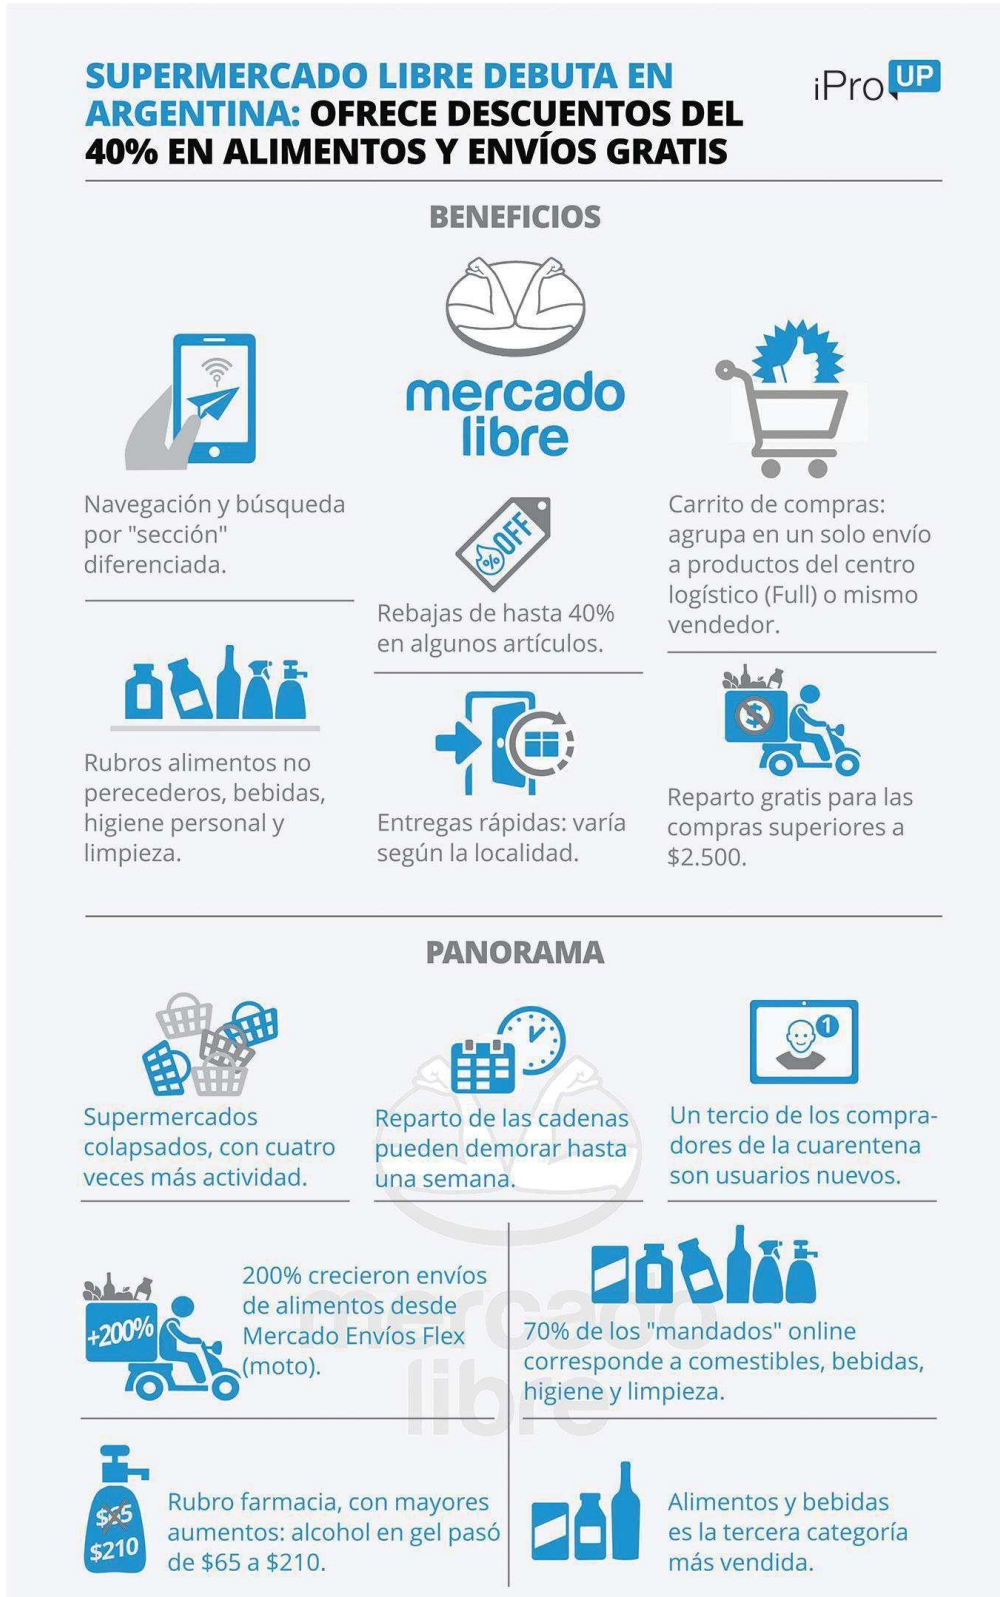 SUPERMERCADO LIBRE DEBUTA EN
ARGENTINA: OFRECE DESCUENTOS DEL
40% EN ALIMENTOS Y ENVÍOS GRATIS
iPro UP
BENEFICIOS
mercado
libre
Navegación y búsqueda
por "sección"
diferenciada.
% OFF
Rebajas de hasta 40%
en algunos artículos.
Carrito de compras:
agrupa en un solo envío
a productos del centro
logístico (Full) o mismo
vendedor.
Rubros alimentos no
perecederos, bebidas,
higiene personal y
limpieza.
Entregas rápidas: varía
según la localidad.
$
Reparto gratis para las
compras superiores a
$2.500.
PANORAMA
Supermercados
colapsados, con cuatro
veces más actividad.
Reparto de las cadenas
pueden demorar hasta
una semana.
1
Un tercio de los compra-
dores de la cuarentena
son usuarios nuevos.
+200%
200% crecieron envíos
de alimentos desde
Mercado Envíos Flex
(moto).
70% de los "mandados" online
corresponde a comestibles, bebidas,
higiene y limpieza.
mercado
libre
$65
$210
Rubro farmacia, con mayores
aumentos: alcohol en gel pasó
de $65 a $210.
Alimentos y bebidas
es la tercera categoría
más vendida.